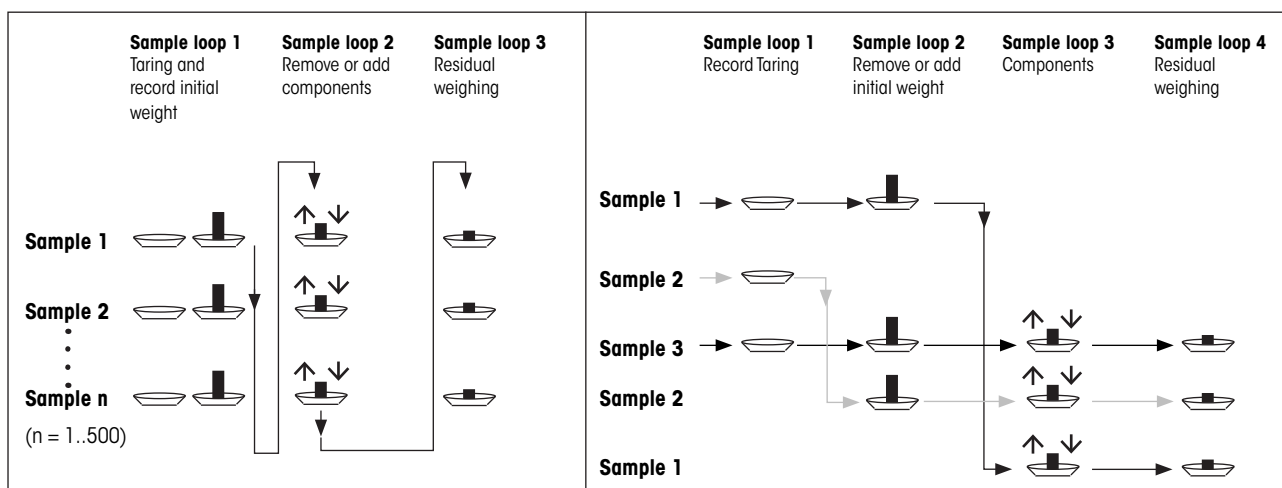 Sample loop 1
Taring and
record initial
weight
Sample loop 2
Remove or add
components
Sample loop 3
Residual
weighing
Sample 1
Sample 2
Sample n
(n = 1..500)
Sample loop 1
Record Taring
Sample loop 2
Remove or add
initial weight
Sample loop 3
Components
Sample loop 4
Residual
weighing
Sample 1
Sample 2
Sample 3
Sample 2
Sample 1